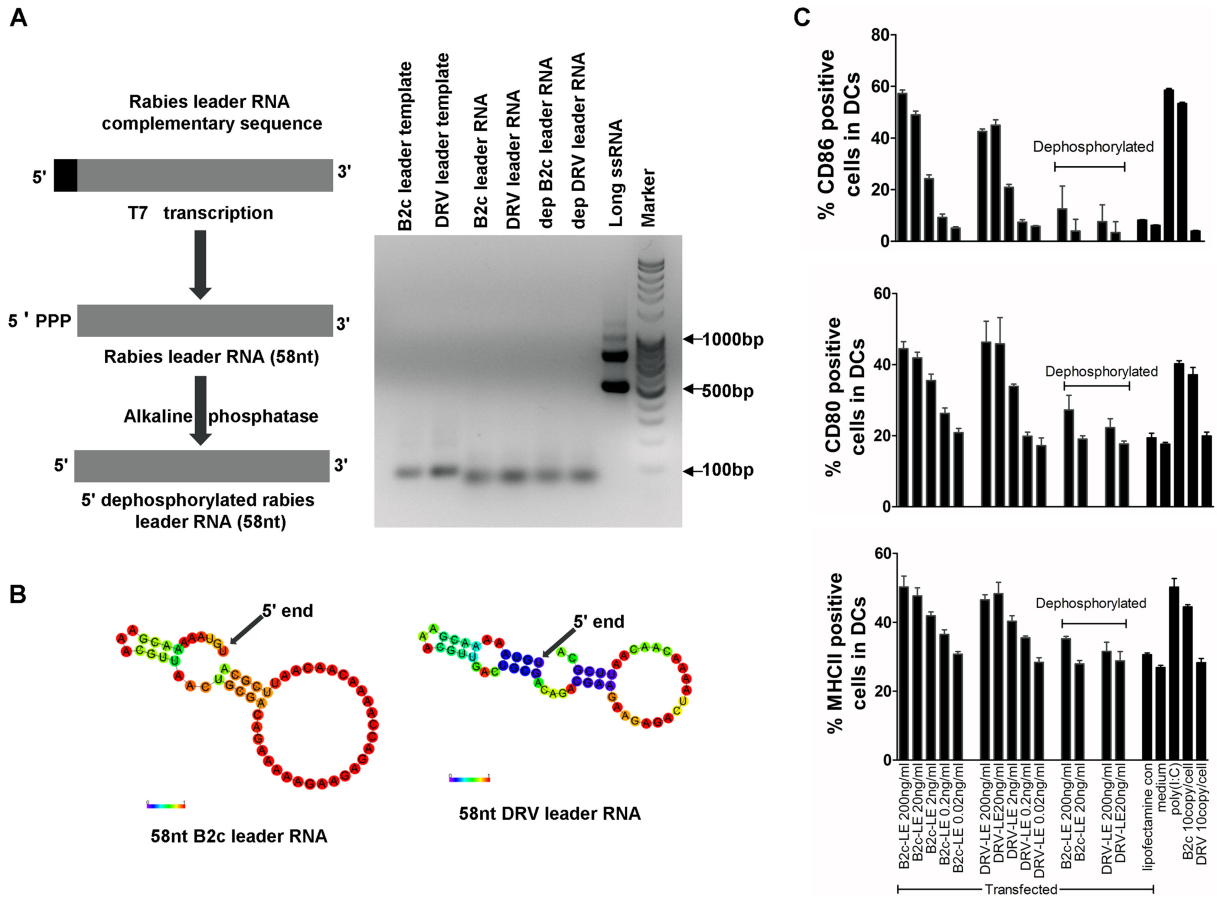 A
Rabies leader RNA
complementary sequence
5'
3'
T7 transcription
5 ' PPP
3'
Rabies leader RNA (58nt)
Alkaline phosphatase
5'
3'
5' dephosphorylated rabies
leader RNA (58nt)
B2c leader template
DRV leader template
B2c leader RNA
DRV leader RNA
dep B2c leader RNA
dep DRV leader RNA
Long ssRNA
Marker
1000bp
500bp
100bp
B
5' end
0 1
58nt B2c leader RNA
5' end
0 1
58nt DRV leader RNA
C
% CD86 positive
cells in DCs
80
60
40
20
0
Dephosphorylated
% CD80 positive
cells in DCs
60
40
20
0
Dephosphorylated
% MHCII positive
cells in DCs
60
40
20
0
Dephosphorylated
B2c-LE 200ng/ml
B2c-LE 20ng/ml
B2c-LE 2ng/ml
B2c-LE 0.2ng/ml
B2c-LE 0.02ng/ml
DRV-LE 200ng/ml
DRV-LE20ng/ml
DRV-LE 2ng/ml
DRV-LE 0.2ng/ml
DRV-LE 0.02ng/ml
B2c-LE 200ng/ml
B2c-LE 20ng/ml
DRV-LE 200ng/ml
DRV-LE20ng/ml
lipofectamine con
medium
poly(I:C)
B2c 10copy/cell
DRV 10copy/cell
Transfected